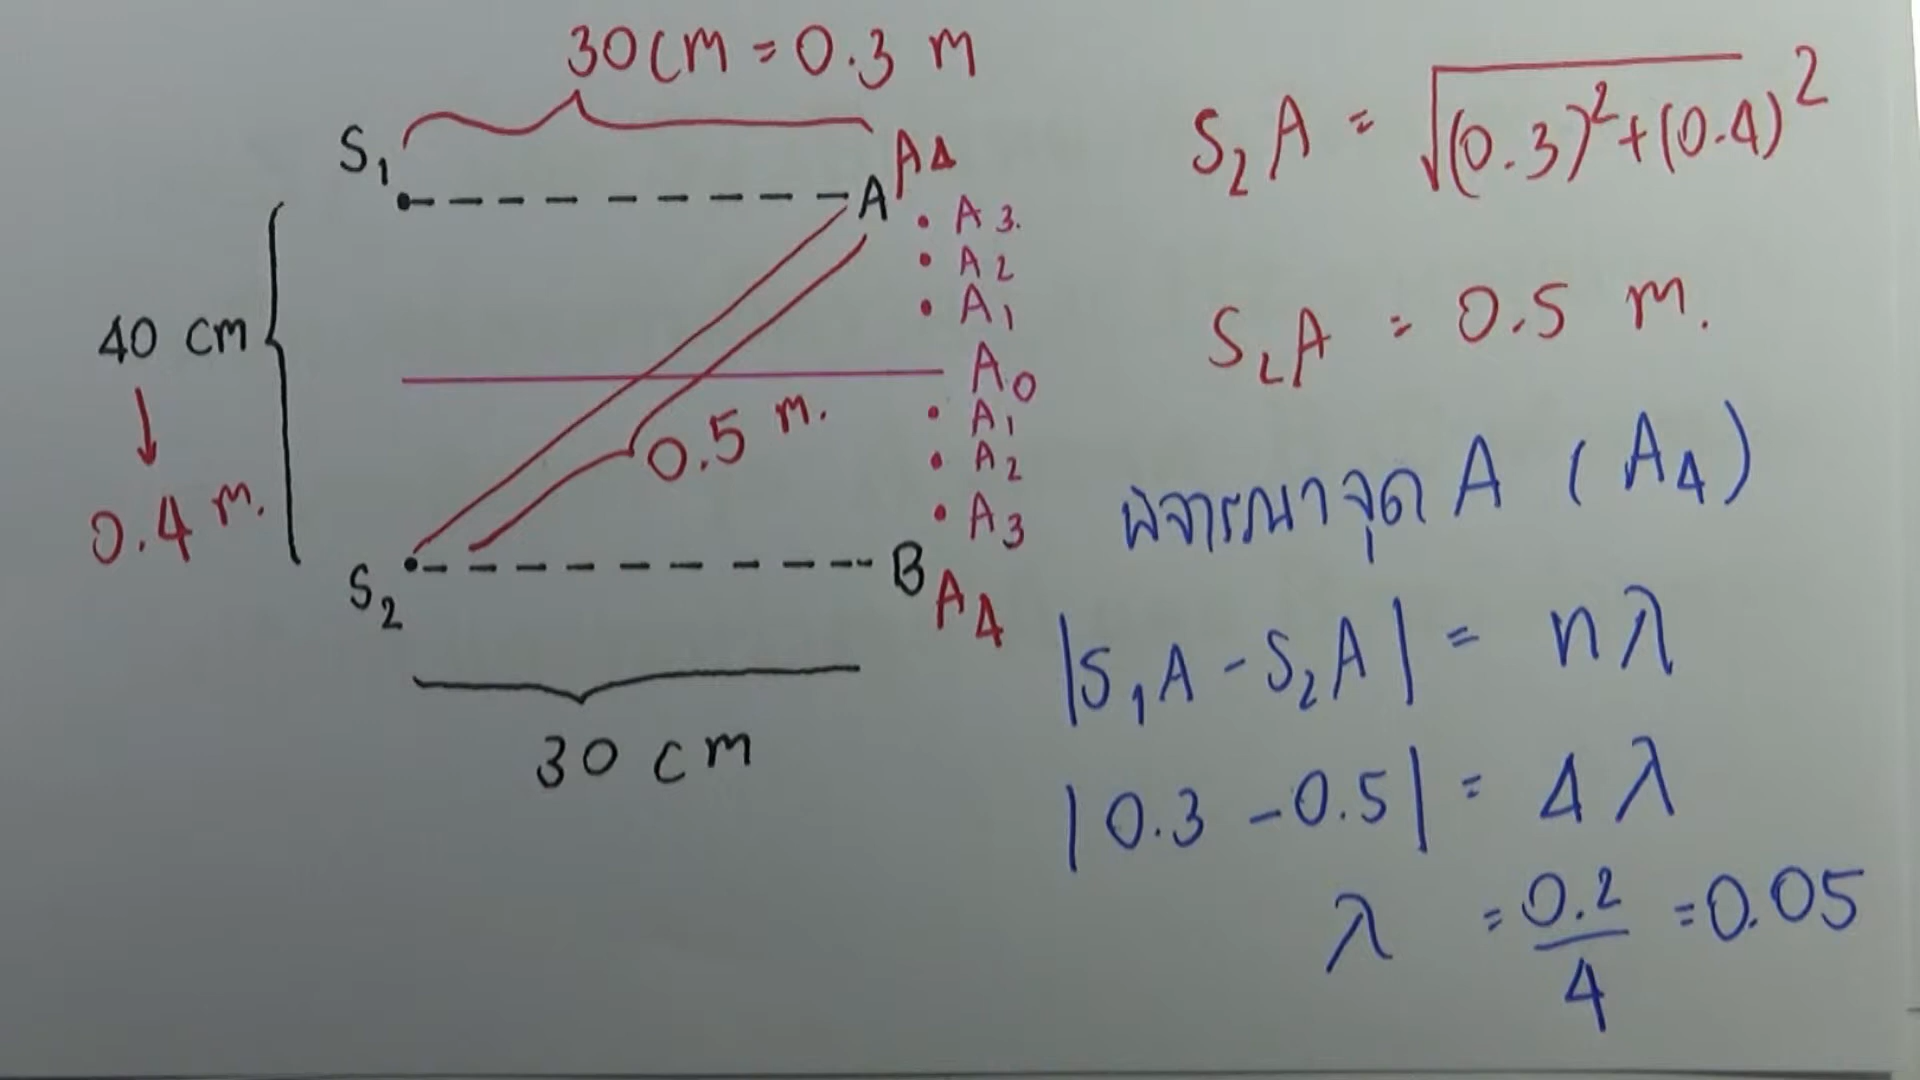 30cm = 0.3 m
S₁
A
A₄
• A₃.
• A₂
• A₁
A₀
• A₁
• A₂
• A₃
B
A₄
S₂
40 cm
0.4 m.
0.5 m.
30 cm
S₂A = √(0.3)²+(0.4)²
S₂A = 0.5 m.
พิจารณาจุด A (A₄)
|S₁A - S₂A| = nλ
|0.3 - 0.5| = 4λ
λ = 0.2/4 = 0.05